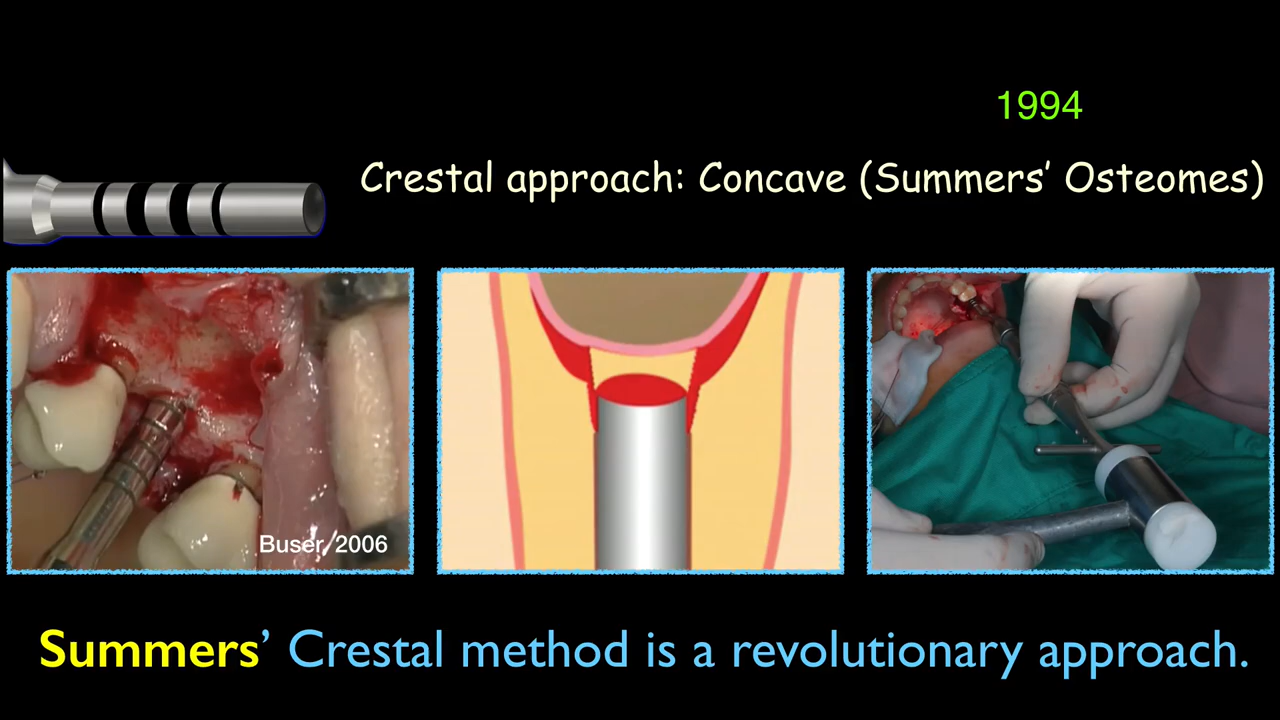 1994
Crestal approach: Concave (Summers’ Osteomes)
Buser, 2006
Summers’ Crestal method is a revolutionary approach.